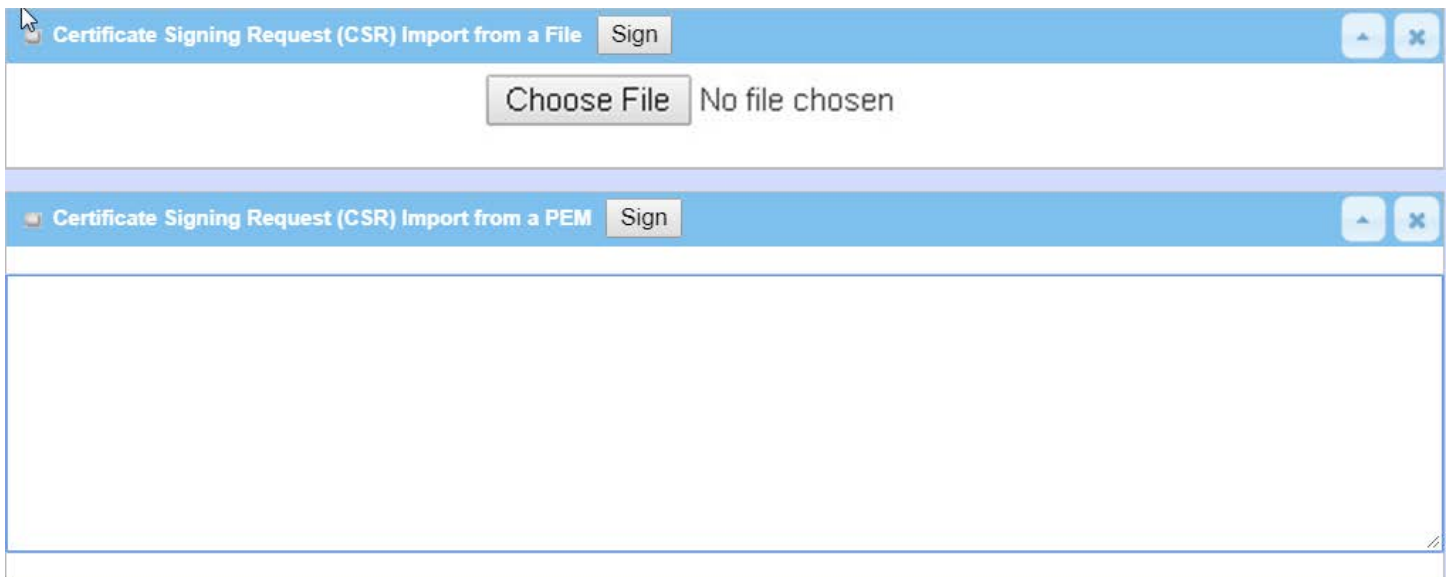 Certificate Signing Request (CSR) Import from a File Sign
Choose File No file chosen
Certificate Signing Request (CSR) Import from a PEM Sign